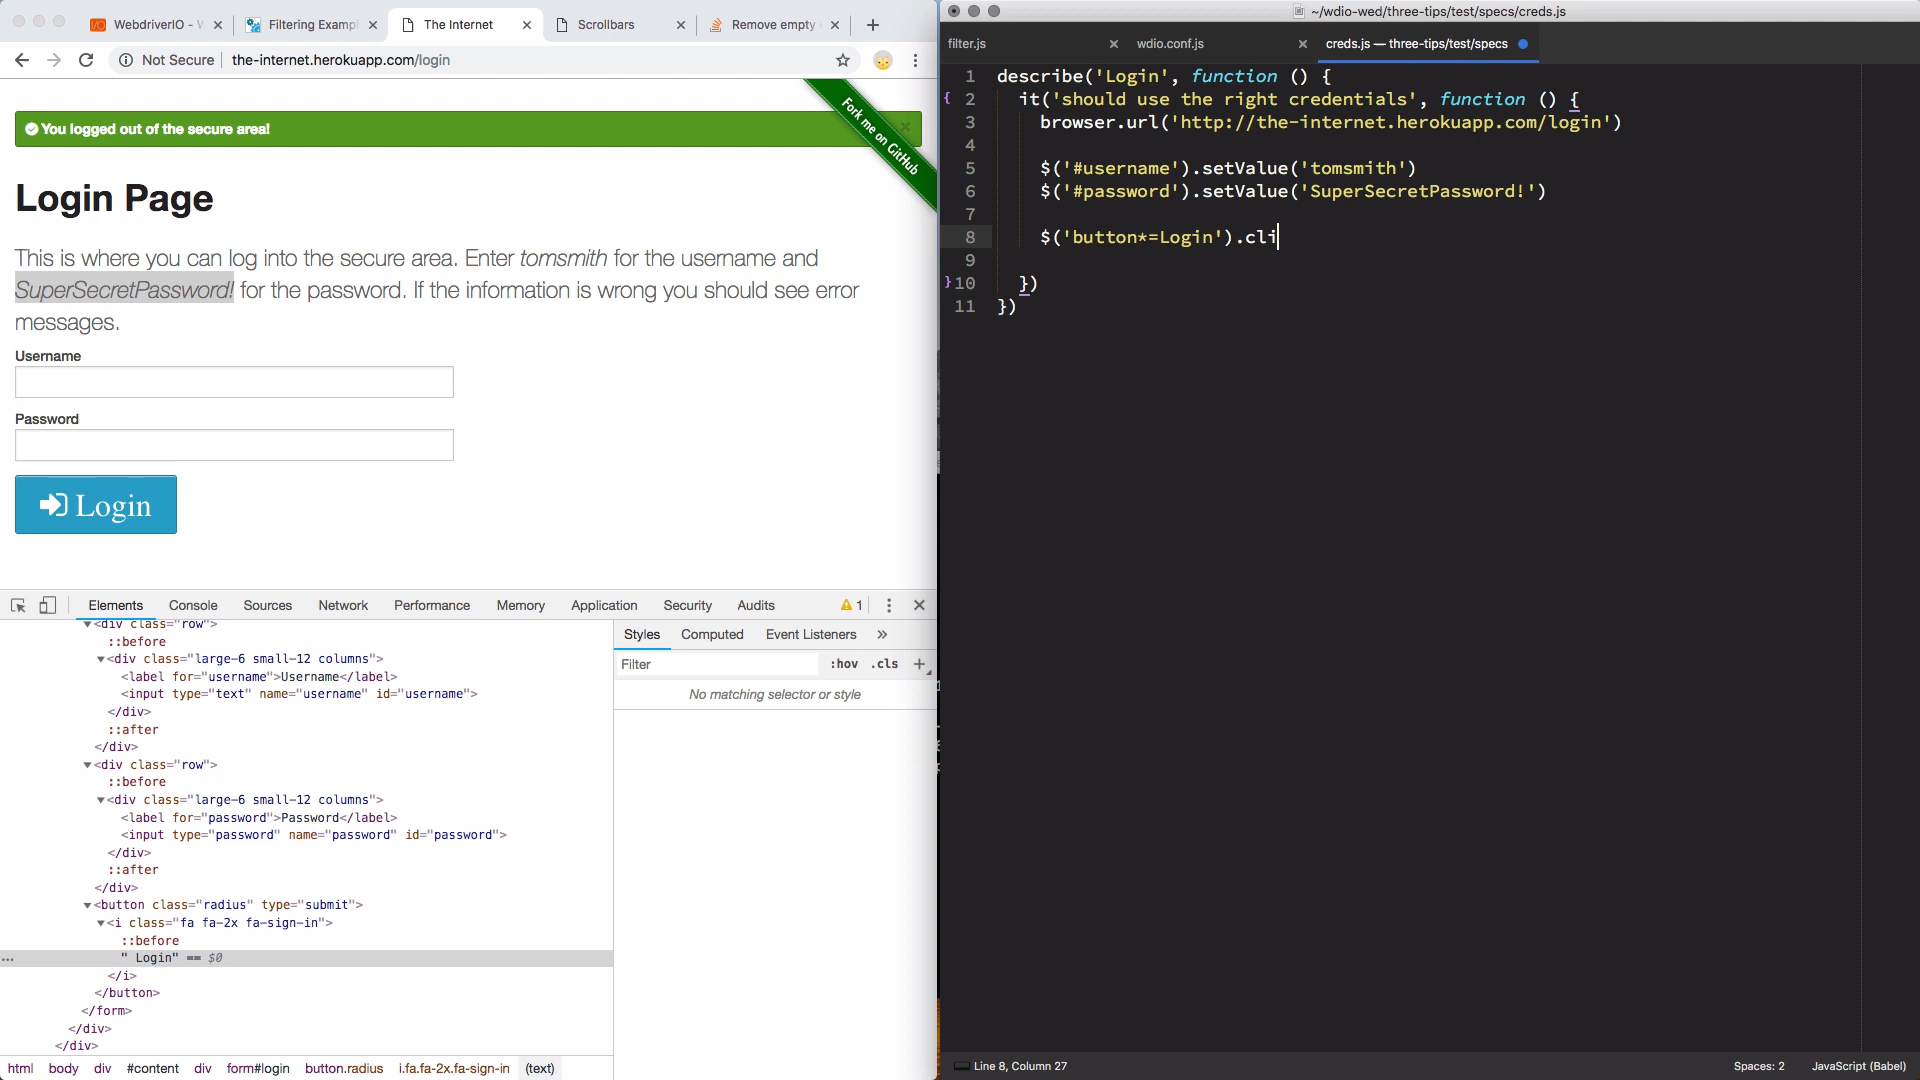 WebdriverIO - W
Filtering Exampl
The Internet
Scrollbars
Remove empty
Not Secure
the-internet.herokuapp.com/login
Fork me on GitHub
You logged out of the secure area!
Login Page
This is where you can log into the secure area. Enter tomsmith for the username and
SuperSecretPassword! for the password. If the information is wrong you should see error
messages.
Username
Password
Login
Elements Console Sources Network Performance Memory Application Security Audits 1
<div class="row">
::before
<div class="large-6 small-12 columns">
<label for="username">Username</label>
<input type="text" name="username" id="username">
</div>
::after
</div>
<div class="row">
::before
<div class="large-6 small-12 columns">
<label for="password">Password</label>
<input type="password" name="password" id="password">
</div>
::after
</div>
<button class="radius" type="submit">
<i class="fa fa-2x fa-sign-in">
::before
" Login" == $0
</i>
</button>
</form>
</div>
</div>
html body div #content div form#login button.radius i.fa.fa-2x.fa-sign-in (text)
Styles Computed Event Listeners »
Filter :hov .cls +
No matching selector or style
~/wdio-wed/three-tips/test/specs/creds.js
filter.js
wdio.conf.js
creds.js — three-tips/test/specs
1 describe('Login', function () {
{ 2 it('should use the right credentials', function () {
3 browser.url('http://the-internet.herokuapp.com/login')
4
5 $('#username').setValue('tomsmith')
6 $('#password').setValue('SuperSecretPassword!')
7
8 $('button*=Login').cli
9
}10 })
11 })
Line 8, Column 27
Spaces: 2
JavaScript (Babel)